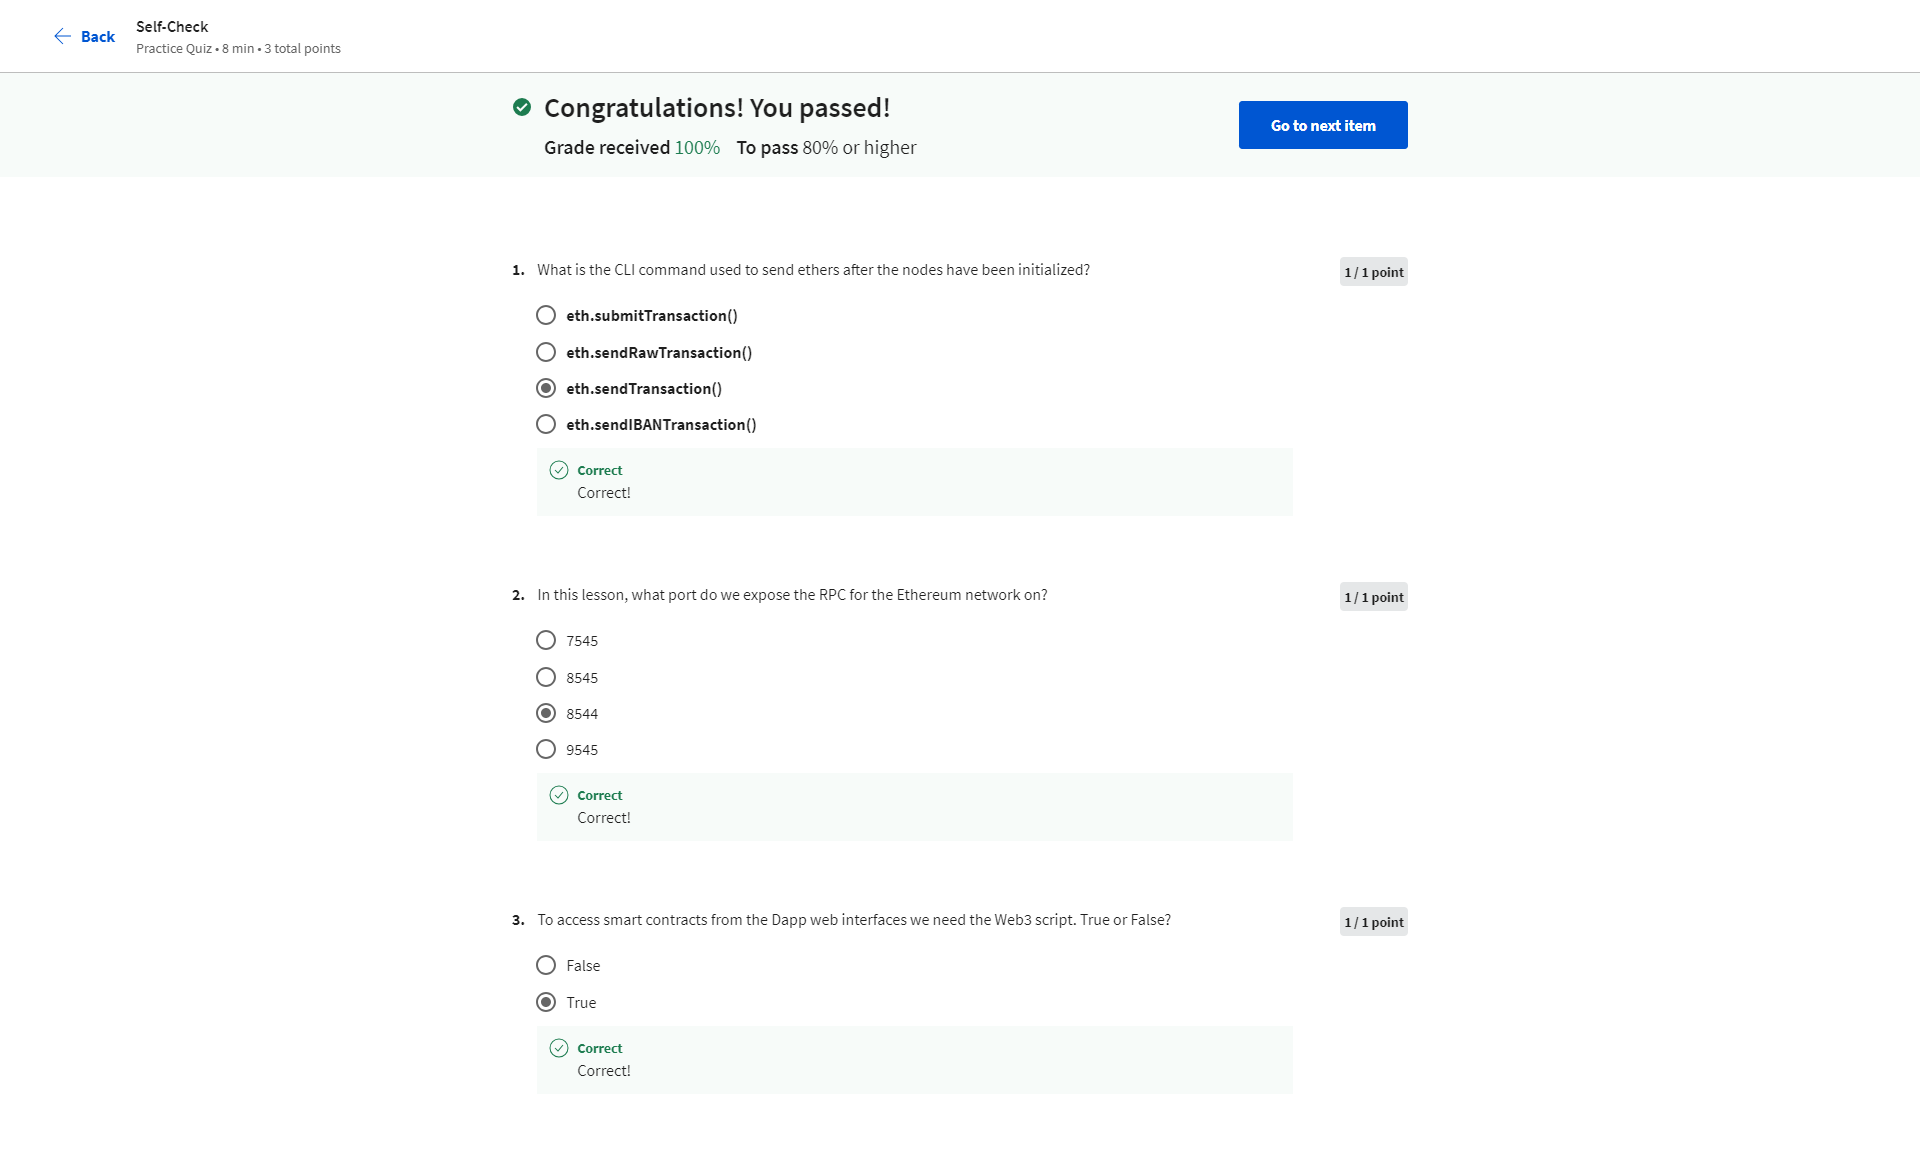 Back
Self-Check
Practice Quiz • 8 min • 3 total points
Congratulations! You passed!
Grade received 100% To pass 80% or higher
Go to next item
1. What is the CLI command used to send ethers after the nodes have been initialized?
1 / 1 point
eth.submitTransaction()
eth.sendRawTransaction()
eth.sendTransaction()
eth.sendIBANTransaction()
Correct
Correct!
2. In this lesson, what port do we expose the RPC for the Ethereum network on?
1 / 1 point
7545
8545
8544
9545
Correct
Correct!
3. To access smart contracts from the Dapp web interfaces we need the Web3 script. True or False?
1 / 1 point
False
True
Correct
Correct!